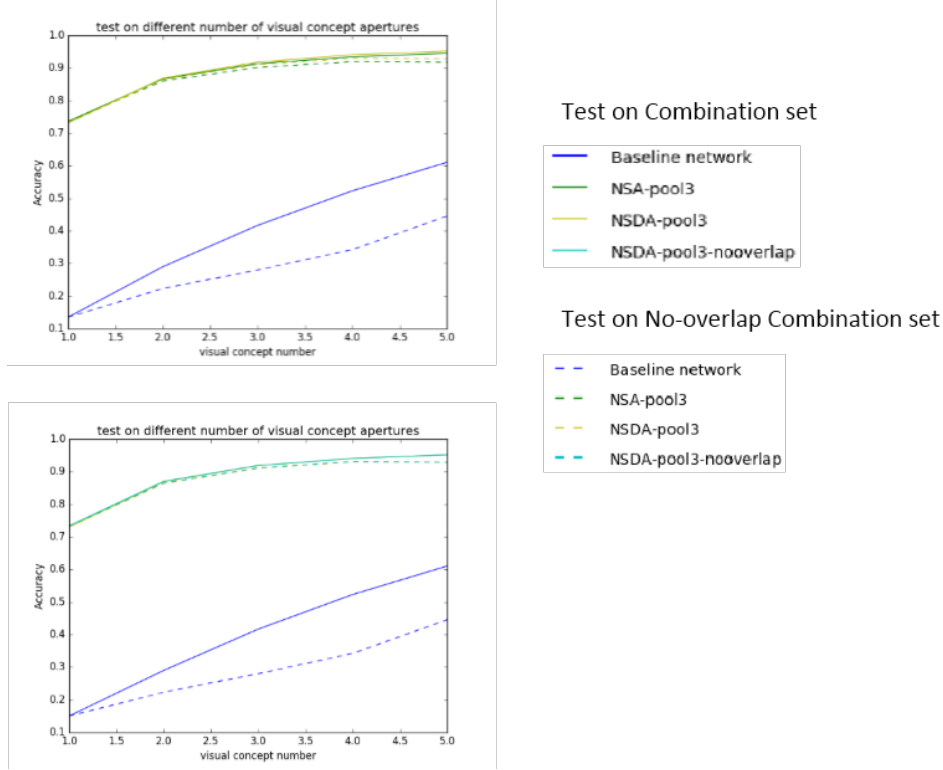 test on different number of visual concept apertures
1.0
0.9
0.8
0.7
0.6
0.5
0.4
0.3
0.2
0.1
Accuracy
1.0 1.5 2.0 2.5 3.0 3.5 4.0 4.5 5.0
visual concept number
Test on Combination set
Baseline network
NSA-pool3
NSDA-pool3
NSDA-pool3-nooverlap
Test on No-overlap Combination set
Baseline network
NSA-pool3
NSDA-pool3
NSDA-pool3-nooverlap
test on different number of visual concept apertures
1.0
0.9
0.8
0.7
0.6
0.5
0.4
0.3
0.2
0.1
Accuracy
1.0 1.5 2.0 2.5 3.0 3.5 4.0 4.5 5.0
visual concept number